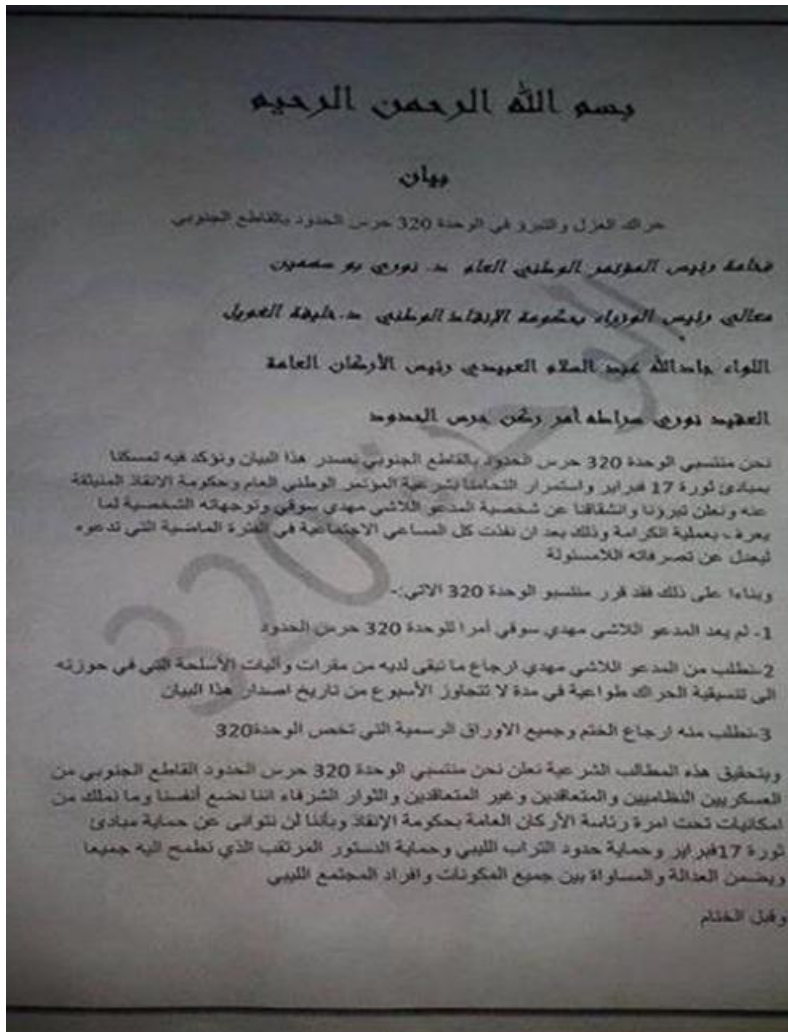 بسم الله الرحمن الرحيم
بيان
حراك العزل والتبرؤ في الوحدة 320 حرس الحدود بالقاطع الجنوبي
فخامة رئيس المؤتمر الوطني العام د. نوري بو سهمين
معالي رئيس الوزراء بحكومة الإنقاذ الوطني د. خليفة الغويل
اللواء جادالله عبد السلام العبيدي رئيس الأركان العامة
العقيد نوري شراطه أمر ركن حرس الحدود
نحن منتسبي الوحدة 320 حرس الحدود بالقاطع الجنوبي نصدر هذا البيان ونؤكد فيه تمسكنا
بمبادئ ثورة 17 فبراير واستمرار التحامنا بشرعية المؤتمر الوطني العام وحكومة الانقاذ المنبثقة
عنه ونعلن تبرؤنا وانشقاقنا عن شخصية المدعو اللاشي مهدي سوقي وتوجهاته الشخصية لما
يعرف بعملية الكرامة وذلك بعد ان نفذت كل المساعي الاجتماعية في الفترة الماضية التي تدعوه
ليعدل عن تصرفاته اللامسئولة
وبناءا على ذلك فقد قرر منتسبو الوحدة 320 الاتي:-
1- لم يعد المدعو اللاشي مهدي سوقي أمرا للوحدة 320 حرس الحدود
2-نطلب من المدعو اللاشي مهدي ارجاع ما تبقى لديه من مقرات وآليات الأسلحة التي في حوزته
الى تنسيقية الحراك طواعية في مدة لا تتجاوز الأسبوع من تاريخ اصدار هذا البيان
3-نطلب منه ارجاع الختم وجميع الاوراق الرسمية التي تخص الوحدة320
وبتحقيق هذه المطالب الشرعية نعلن نحن منتسبي الوحدة 320 حرس الحدود القاطع الجنوبي من
العسكريين النظاميين والمتعاقدين وغير المتعاقدين والثوار الشرفاء اننا نضع أنفسنا وما نملك من
امكانيات تحت امرة رئاسة الأركان العامة بحكومة الإنقاذ وبأننا لن نتوانى عن حماية مبادئ
ثورة 17فبراير وحماية حدود التراب الليبي وحماية الدستور المرتقب الذي نطمح اليه جميعا
ويضمن العدالة والمساواة بين جميع المكونات وافراد المجتمع الليبي
وقبل الختام
320